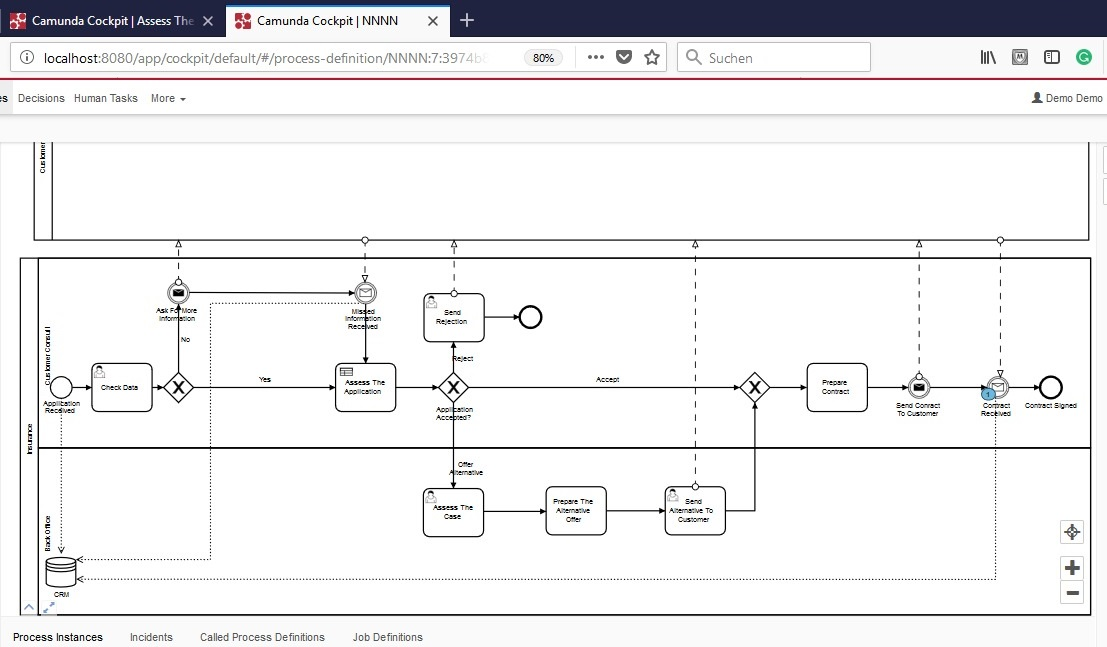 Camunda Cockpit | Assess The
Camunda Cockpit | NNNN
localhost:8080/app/cockpit/default/#/process-definition/NNNN:7:3974b8
80%
Suchen
es Decisions Human Tasks More
Demo Demo
Customer
Insurance
Customer Consult
Back Office
Ask For More
Information
Missed
Information
Received
Send
Rejection
No
Reject
Application
Received
Check Data
Yes
Assess The
Application
Application
Accepted?
Accept
Prepare
Contract
Send Conract
To Customer
1
Contract
Received
Contract Signed
Offer
Alternative
Assess The
Case
Prepare The
Alternative
Offer
Send
Alternative To
Customer
CRM
Process Instances Incidents Called Process Definitions Job Definitions